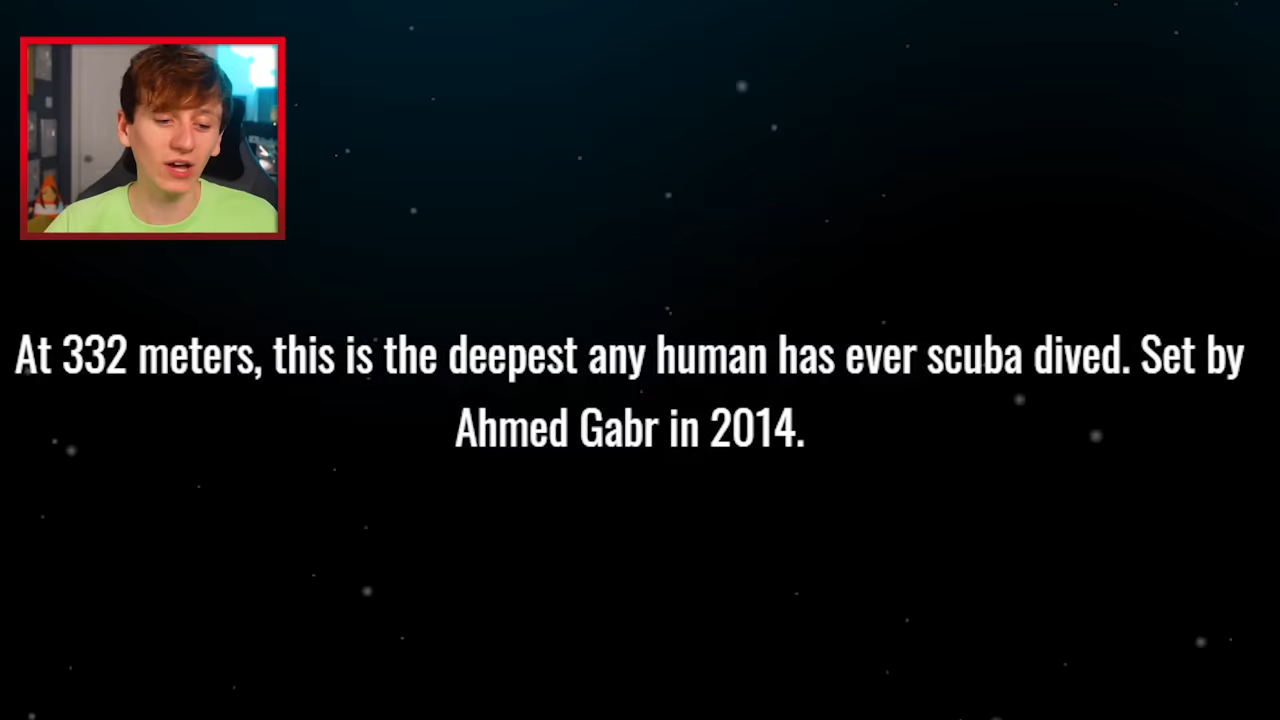 At 332 meters, this is the deepest any human has ever scuba dived. Set by
Ahmed Gabr in 2014.